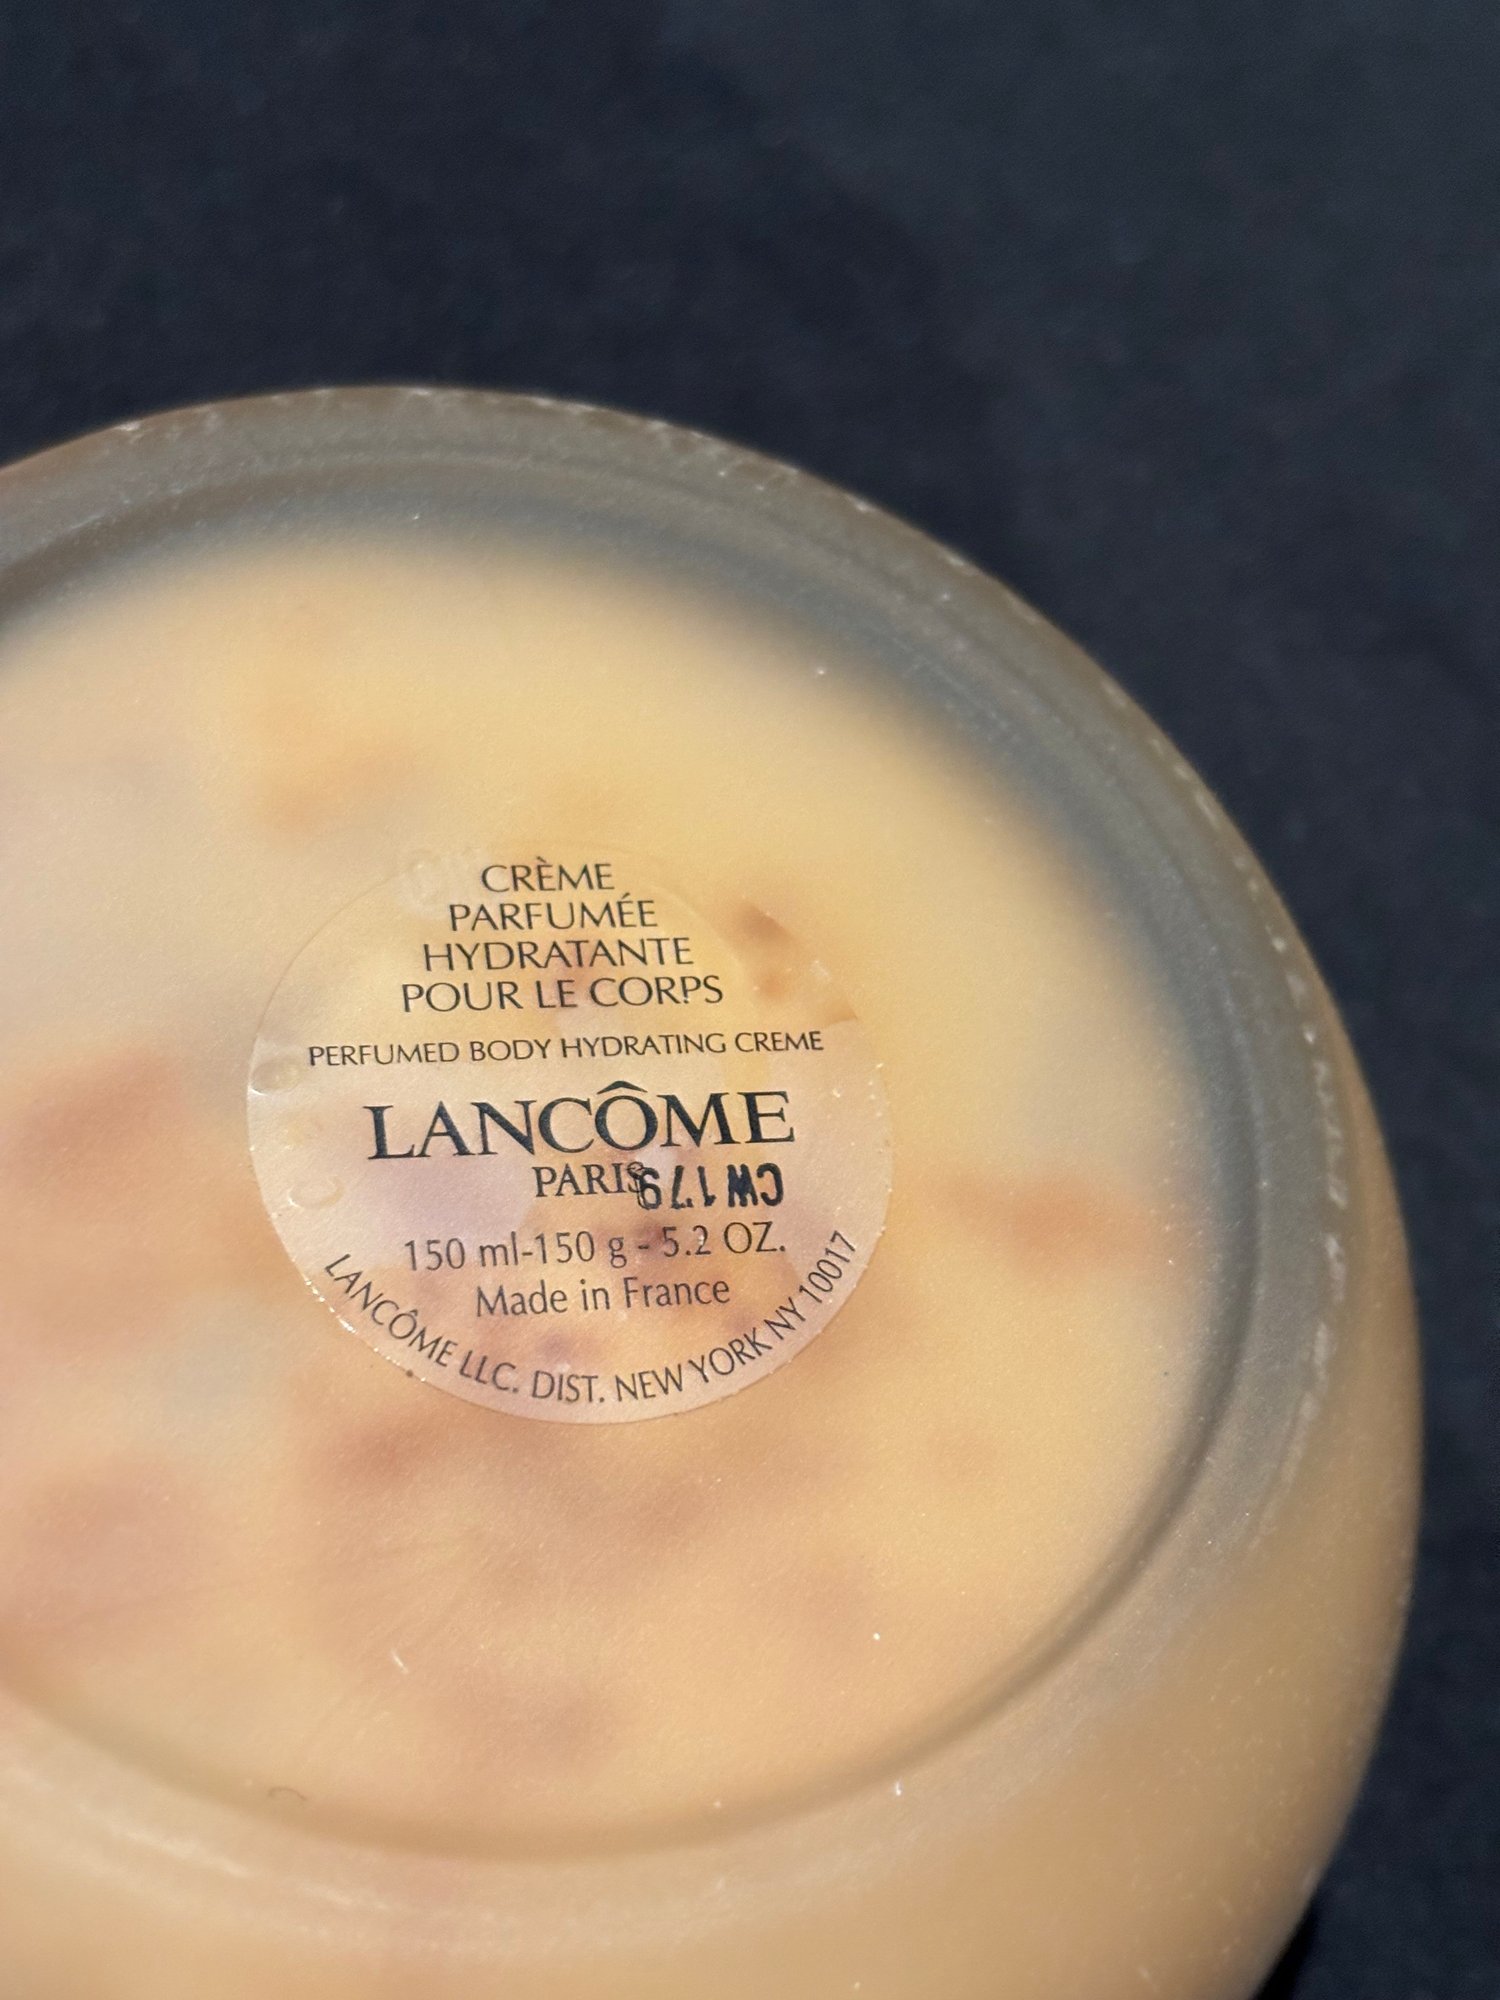 CRÈME
PARFUMÉE
HYDRATANTE
POUR LE CORPS
PERFUMED BODY HYDRATING CREME
LANCÔME
PARIS
CW179
150 ml-150 g - 5.2 OZ.
Made in France
LANCÔME LLC. DIST. NEW YORK NY 10017